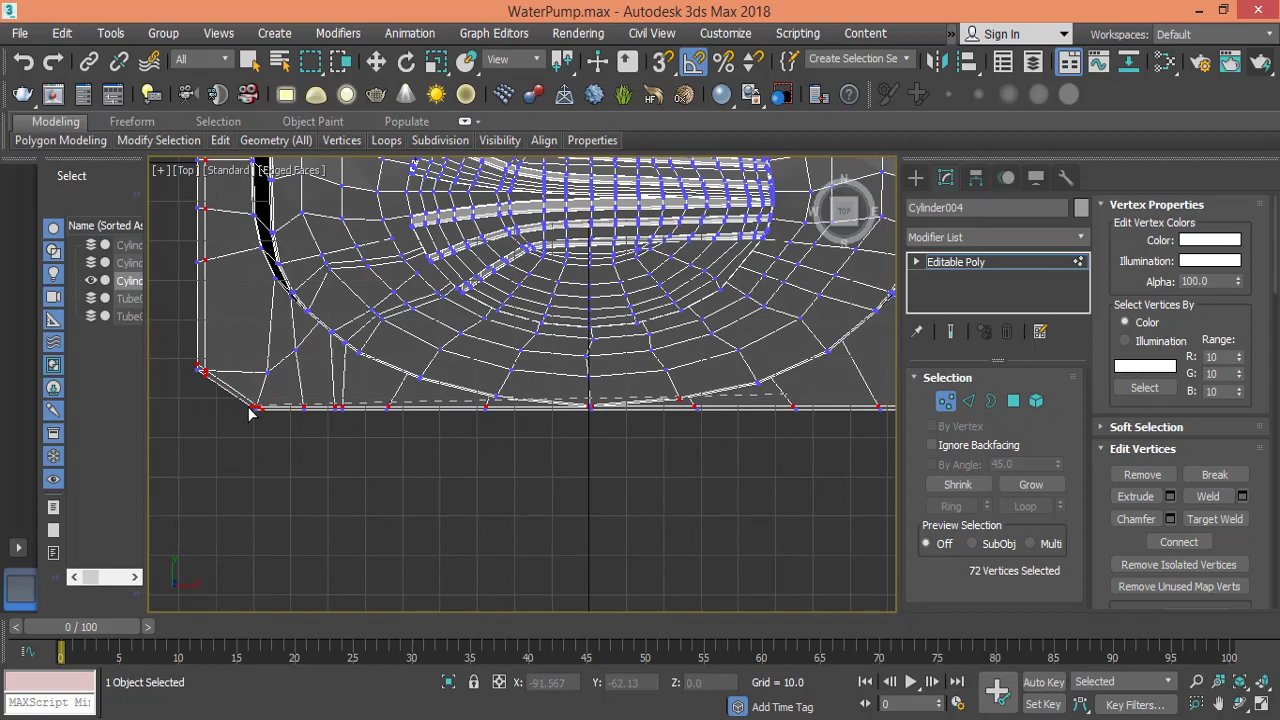 WaterPump.max - Autodesk 3ds Max 2018
File Edit Tools Group Views Create Modifiers Animation Graph Editors Rendering Civil View Customize Scripting Content Sign In Workspaces: Default
All View Create Selection Se
Modeling Freeform Selection Object Paint Populate
Polygon Modeling Modify Selection Edit Geometry (All) Vertices Loops Subdivision Visibility Align Properties
Select
[+] [Top] [Standard] [Edged Faces]
Name (Sorted As
Cylin
Cylin
Cylin
Tube
Tube
TOP
N
Cylinder004
Modifier List
Editable Poly
Selection
By Vertex
Ignore Backfacing
By Angle: 45.0
Shrink Grow
Ring Loop
Preview Selection
Off SubObj Multi
72 Vertices Selected
Vertex Properties
Edit Vertex Colors
Color:
Illumination:
Alpha: 100.0
Select Vertices By
Color
Illumination Range:
R: 10
G: 10
Select B: 10
Soft Selection
Edit Vertices
Remove Break
Extrude Weld
Chamfer Target Weld
Connect
Remove Isolated Vertices
Remove Unused Map Verts
y
0 / 100
0 5 10 15 20 25 30 35 40 45 50 55 60 65 70 75 80 85 90 95 100
1 Object Selected X: -91.567 Y: -62.13 Z: 0.0 Grid = 10.0 Auto Key Selected
MAXScript Mi Add Time Tag 0 Set Key Key Filters...